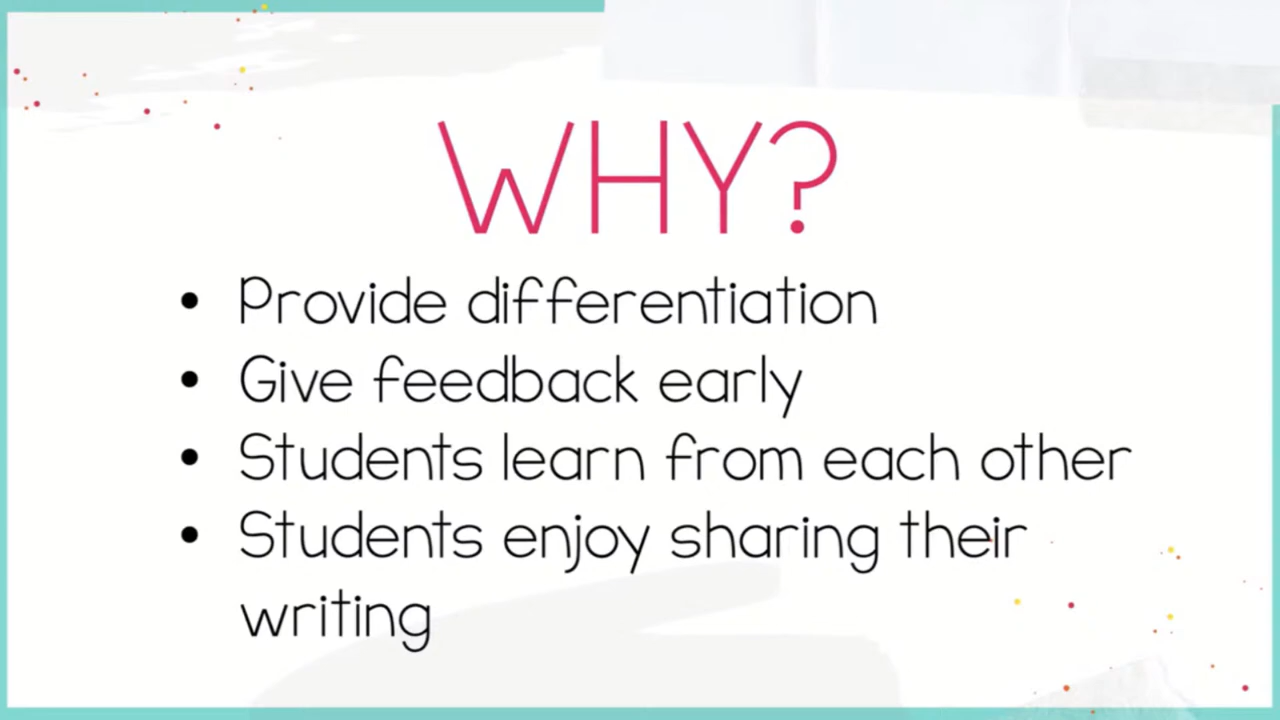 WHY?
• Provide differentiation
• Give feedback early
• Students learn from each other
• Students enjoy sharing their
writing